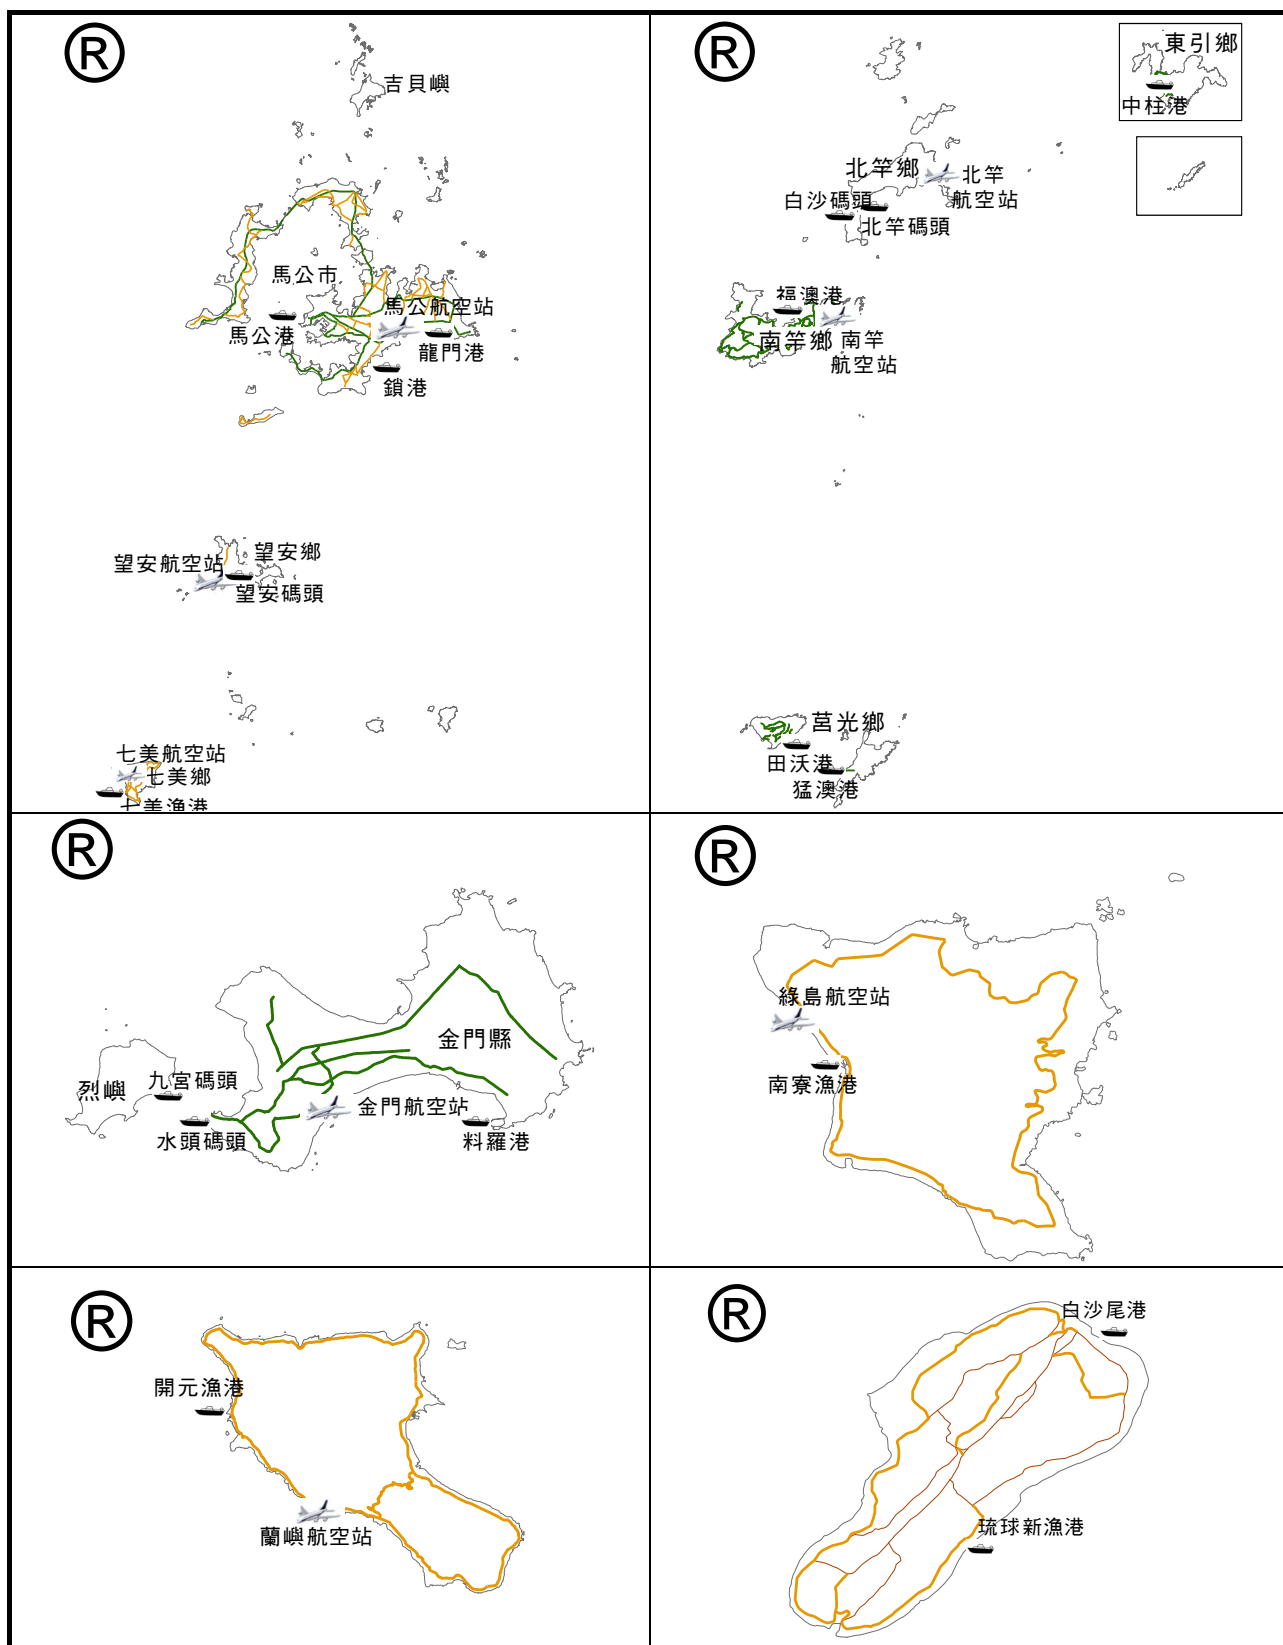 ®
吉貝嶼
馬公市
馬公航空站
馬公港
龍門港
鎖港
望安鄉
望安航空站
望安碼頭
七美航空站
七美鄉
七美漁港
®
東引鄉
中柱港
北竿鄉
北竿
航空站
白沙碼頭
北竿碼頭
福澳港
南竿鄉
南竿
航空站
莒光鄉
田沃港
猛澳港
®
金門縣
烈嶼
九宮碼頭
金門航空站
水頭碼頭
料羅港
®
綠島航空站
南寮漁港
®
開元漁港
蘭嶼航空站
®
白沙尾港
琉球新漁港